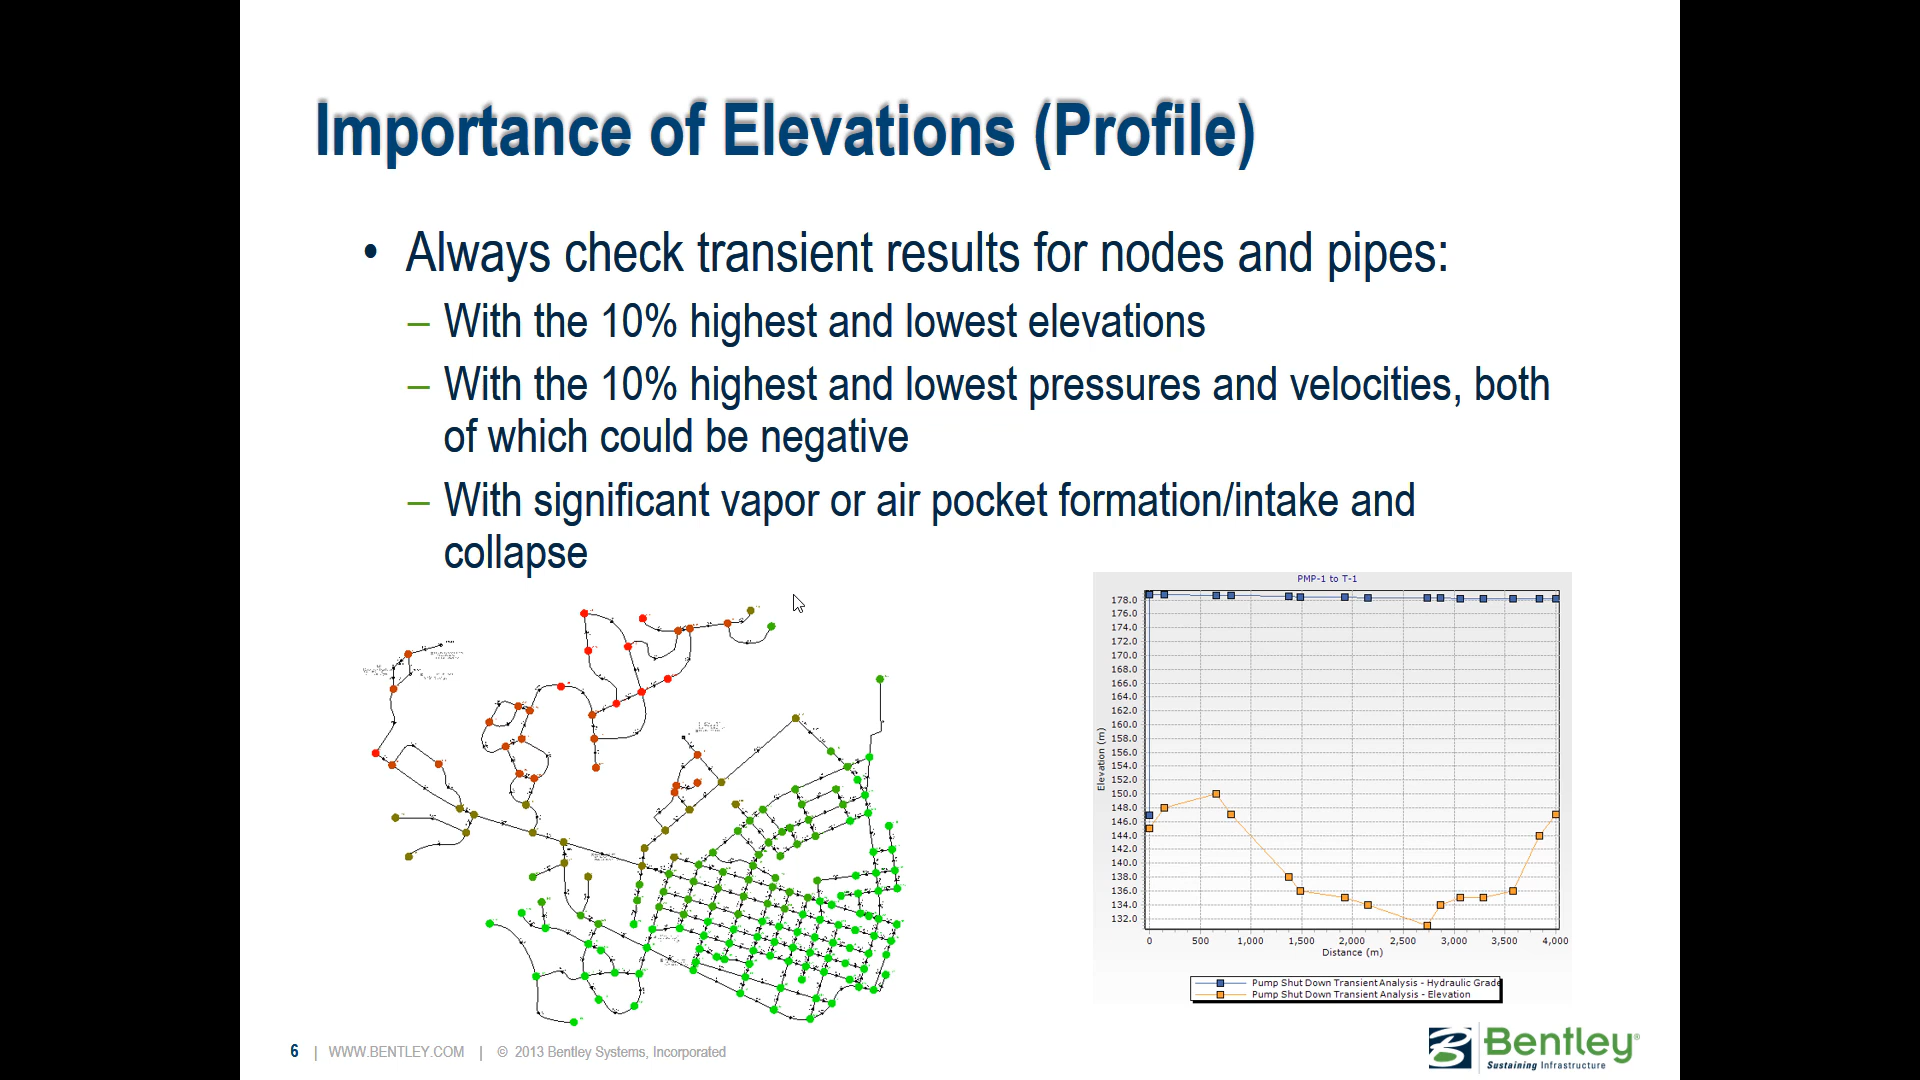 Importance of Elevations (Profile)
• Always check transient results for nodes and pipes:
– With the 10% highest and lowest elevations
– With the 10% highest and lowest pressures and velocities, both
of which could be negative
– With significant vapor or air pocket formation/intake and
collapse
PMP-1 to T-1
178.0
176.0
174.0
172.0
170.0
168.0
166.0
164.0
162.0
160.0
158.0
156.0
154.0
152.0
150.0
148.0
146.0
144.0
142.0
140.0
138.0
136.0
134.0
132.0
Elevation (m)
0 500 1,000 1,500 2,000 2,500 3,000 3,500 4,000
Distance (m)
Pump Shut Down Transient Analysis - Hydraulic Grade
Pump Shut Down Transient Analysis - Elevation
6 | WWW.BENTLEY.COM | © 2013 Bentley Systems, Incorporated
Bentley®
Sustaining Infrastructure